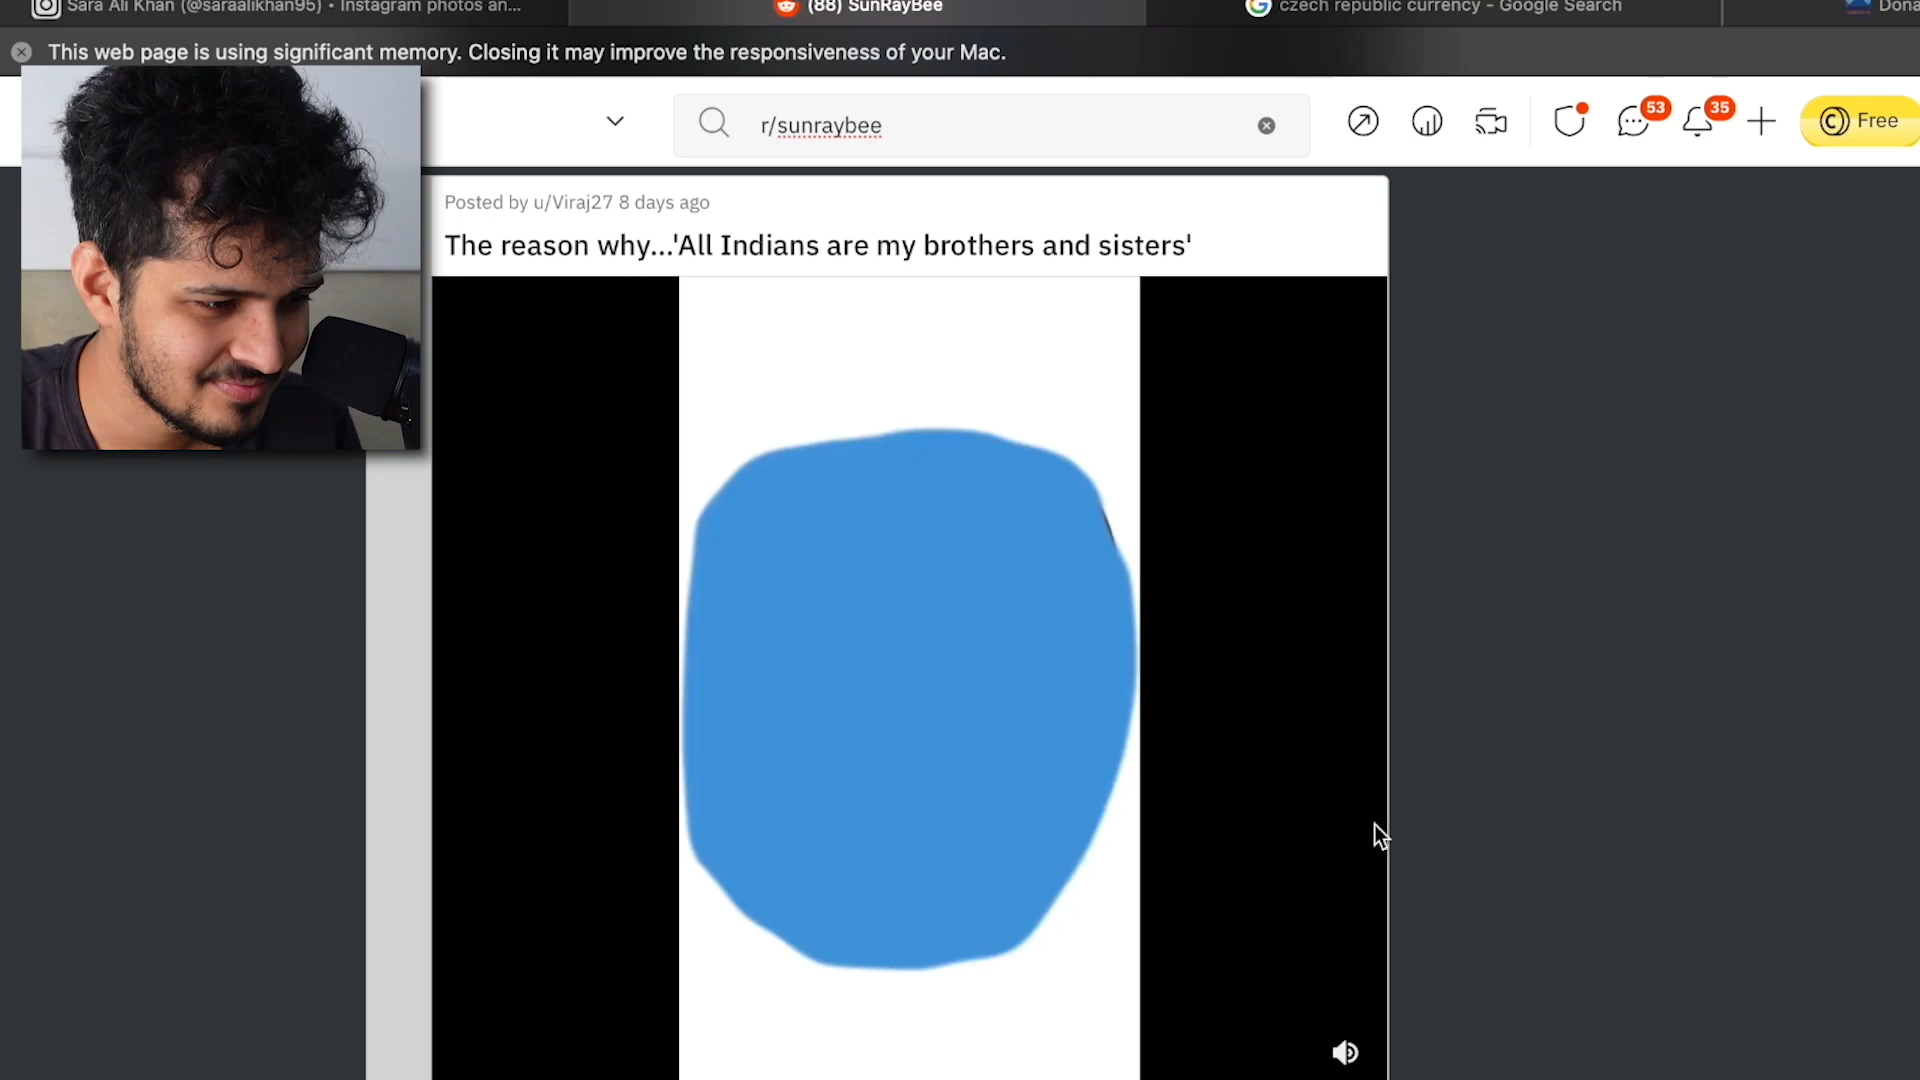 Sara Ali Khan (@saraalikhan95) • Instagram photos an...
(88) SunRayBee
czech republic currency - Google Search
Dona
This web page is using significant memory. Closing it may improve the responsiveness of your Mac.
r/sunraybee
53
35
Free
Posted by u/Viraj27 8 days ago
The reason why...'All Indians are my brothers and sisters'